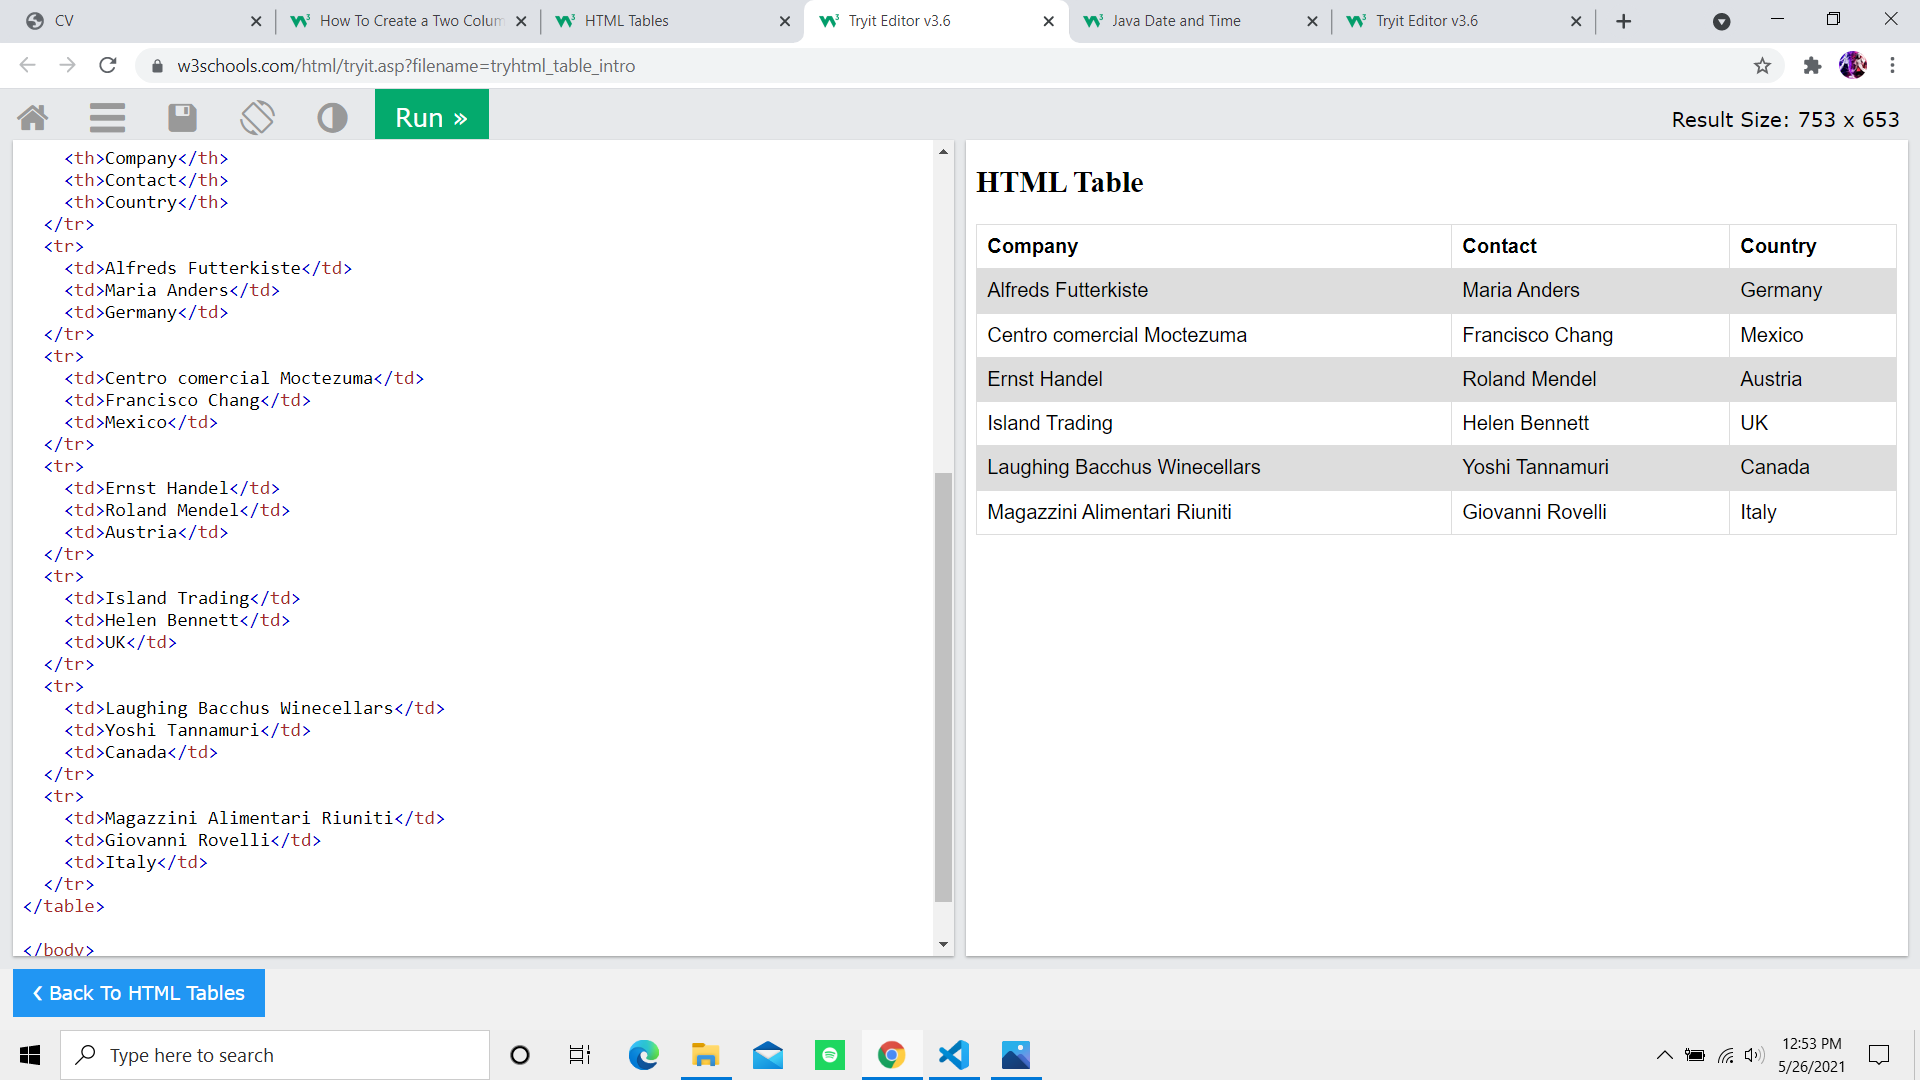 CV
How To Create a Two Colum
HTML Tables
Tryit Editor v3.6
Java Date and Time
Tryit Editor v3.6
w3schools.com/html/tryit.asp?filename=tryhtml_table_intro
Run »
Result Size: 753 x 653
<th>Company</th>
<th>Contact</th>
<th>Country</th>
</tr>
<tr>
<td>Alfreds Futterkiste</td>
<td>Maria Anders</td>
<td>Germany</td>
</tr>
<tr>
<td>Centro comercial Moctezuma</td>
<td>Francisco Chang</td>
<td>Mexico</td>
</tr>
<tr>
<td>Ernst Handel</td>
<td>Roland Mendel</td>
<td>Austria</td>
</tr>
<tr>
<td>Island Trading</td>
<td>Helen Bennett</td>
<td>UK</td>
</tr>
<tr>
<td>Laughing Bacchus Winecellars</td>
<td>Yoshi Tannamuri</td>
<td>Canada</td>
</tr>
<tr>
<td>Magazzini Alimentari Riuniti</td>
<td>Giovanni Rovelli</td>
<td>Italy</td>
</tr>
</table>
</body>
HTML Table
Company Contact Country
Alfreds Futterkiste Maria Anders Germany
Centro comercial Moctezuma Francisco Chang Mexico
Ernst Handel Roland Mendel Austria
Island Trading Helen Bennett UK
Laughing Bacchus Winecellars Yoshi Tannamuri Canada
Magazzini Alimentari Riuniti Giovanni Rovelli Italy
❮ Back To HTML Tables
Type here to search
12:53 PM
5/26/2021